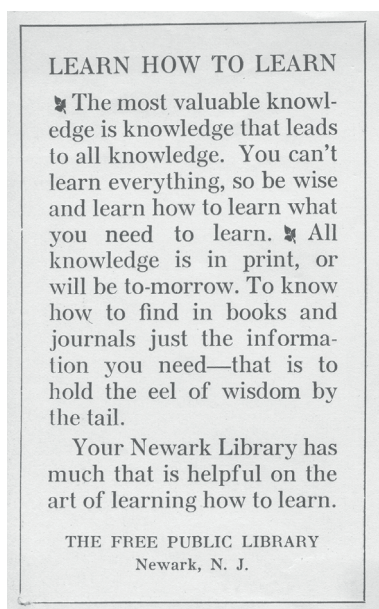 LEARN HOW TO LEARN
The most valuable knowl-
edge is knowledge that leads
to all knowledge. You can't
learn everything, so be wise
and learn how to learn what
you need to learn. All
knowledge is in print, or
will be to-morrow. To know
how to find in books and
journals just the informa-
tion you need—that is to
hold the eel of wisdom by
the tail.
Your Newark Library has
much that is helpful on the
art of learning how to learn.
THE FREE PUBLIC LIBRARY
Newark, N. J.